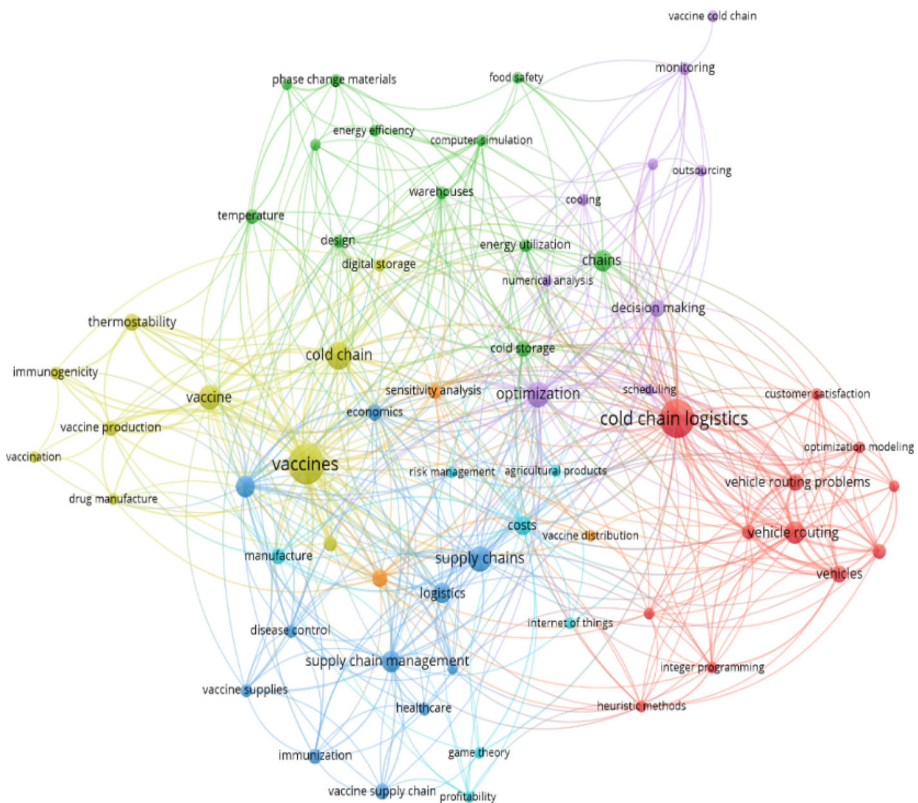 vaccine cold chain
monitoring
phase change materials
food safety
energy efficiency
computer simulation
outsourcing
warehouses
cooling
temperature
design
energy utilization
chains
digital storage
numerical analysis
decision making
thermostability
cold chain
cold storage
immunogenicity
sensitivity analysis
optimization
scheduling
customer satisfaction
vaccine
economics
cold chain logistics
vaccine production
optimization modeling
vaccination
vaccines
risk management
agricultural products
vehicle routing problems
drug manufacture
costs
vaccine distribution
vehicle routing
manufacture
supply chains
vehicles
logistics
internet of things
disease control
supply chain management
integer programming
vaccine supplies
healthcare
heuristic methods
immunization
game theory
vaccine supply chain
profitability